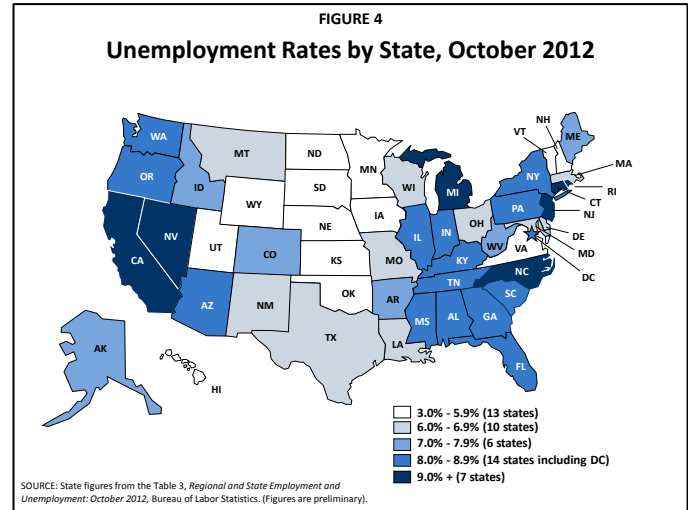 FIGURE 4
Unemployment Rates by State, October 2012
NH
VT
WA
ME
MT
ND
MN
MA
OR
NY
ID
SD
WI
MI
RI
WY
CT
PA
NJ
IA
NE
OH
NV
IL
IN
DE
UT
WV
VA
MD
CO
CA
KS
MO
KY
DC
NC
TN
OK
AZ
AR
SC
NM
MS
AL
GA
TX
LA
AK
FL
HI
3.0% - 5.9% (13 states)
6.0% - 6.9% (10 states)
7.0% - 7.9% (6 states)
8.0% - 8.9% (14 states including DC)
9.0% + (7 states)
SOURCE: State figures from the Table 3, Regional and State Employment and
Unemployment: October 2012, Bureau of Labor Statistics. (Figures are preliminary).